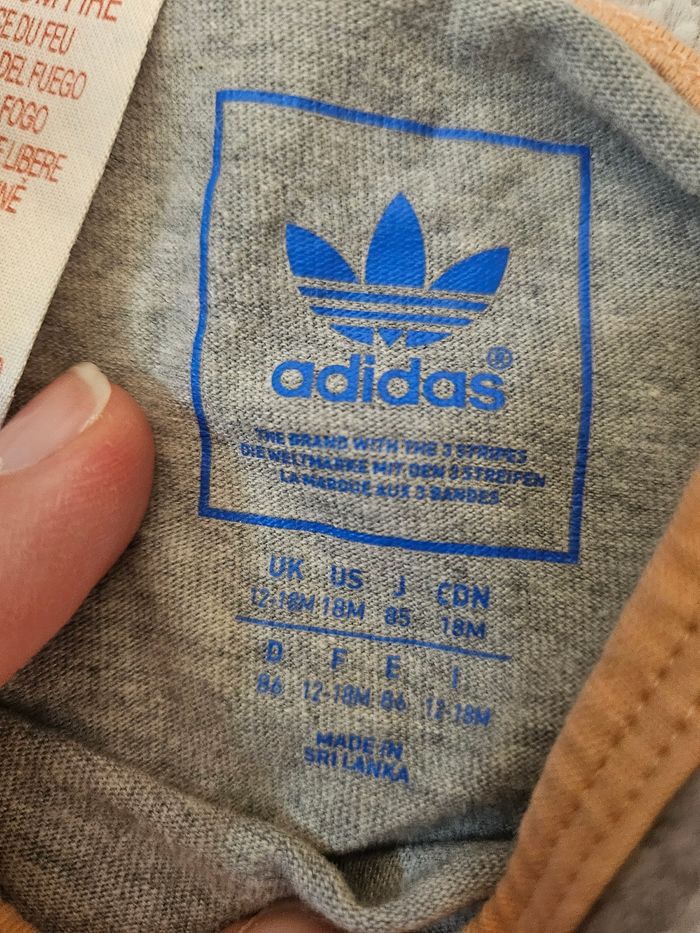 CE DU FEU
DEL FUEGO
FOGO
LIBERE
adidas®
THE BRAND WITH THE 3 STRIPES
DIE WELTMARKE MIT DEN 3 STREIFEN
LA MARQUE AUX 3 BANDES
UK US J CDN
12-18M 18M 85 18M
D F E I
86 12-18M 86 12-18M
MADE IN
SRI LANKA